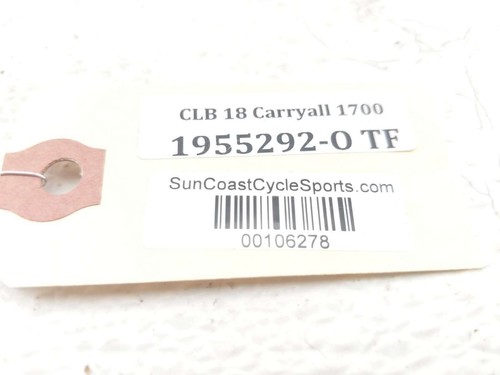 CLB 18 Carryall 1700
1955292-O TF
SunCoastCycleSports.com
00106278